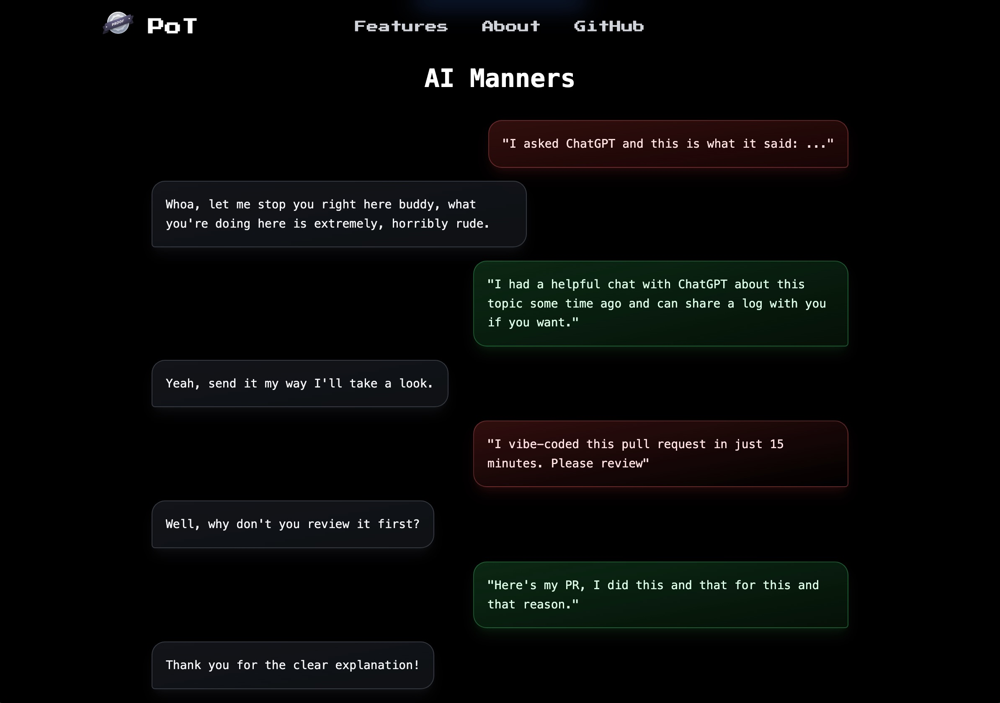 PROOF
PoT
Features
About
GitHub
AI Manners
"I asked ChatGPT and this is what it said: ..."
Whoa, let me stop you right here buddy, what
you're doing here is extremely, horribly rude.
"I had a helpful chat with ChatGPT about this
topic some time ago and can share a log with you
if you want."
Yeah, send it my way I'll take a look.
"I vibe-coded this pull request in just 15
minutes. Please review"
Well, why don't you review it first?
"Here's my PR, I did this and that for this and
that reason."
Thank you for the clear explanation!